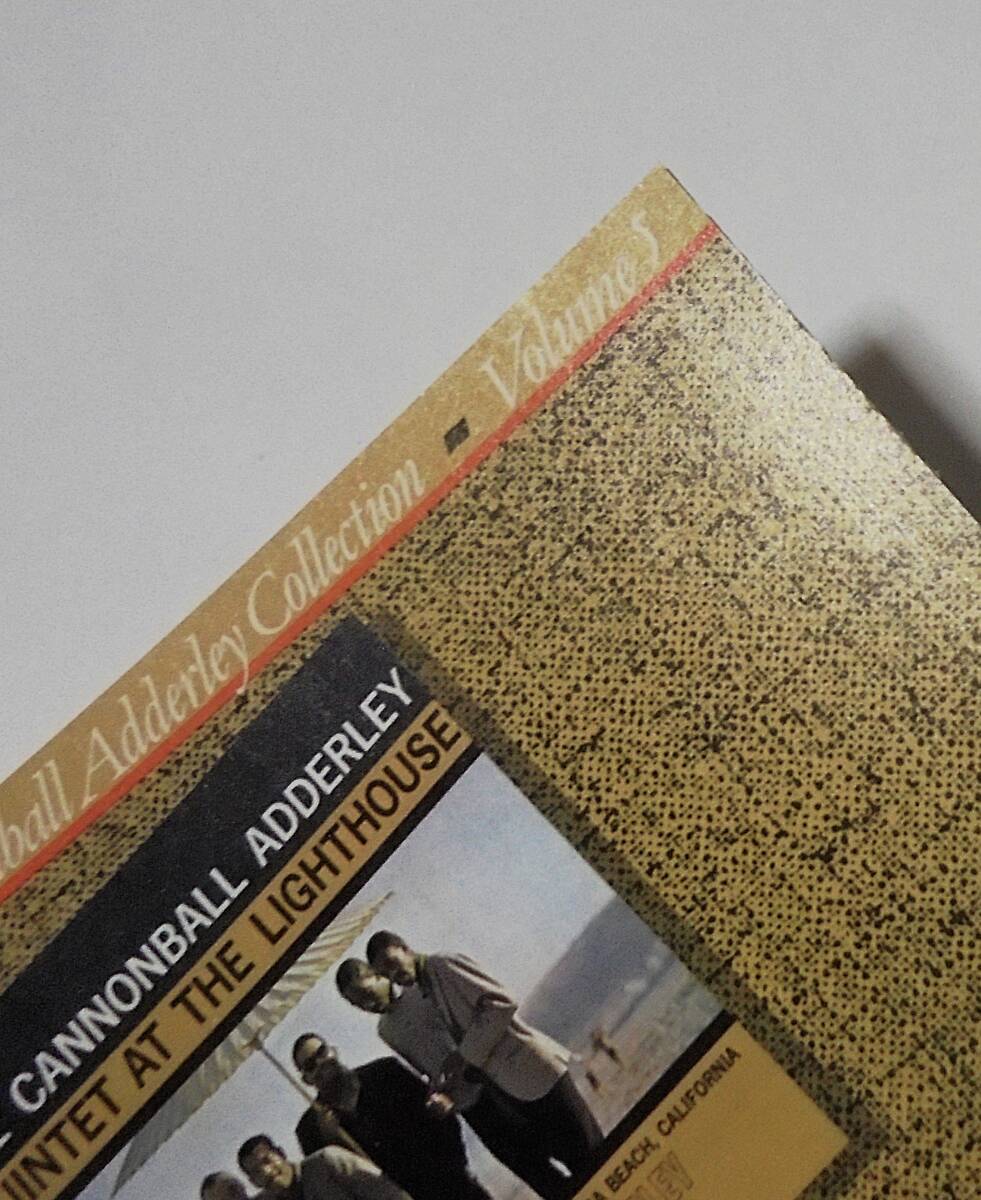 ball Adderley Collection ▪ Volume 5
CANNONBALL ADDERLEY
UINTET AT THE LIGHTHOUSE
A BEACH, CALIFORNIA